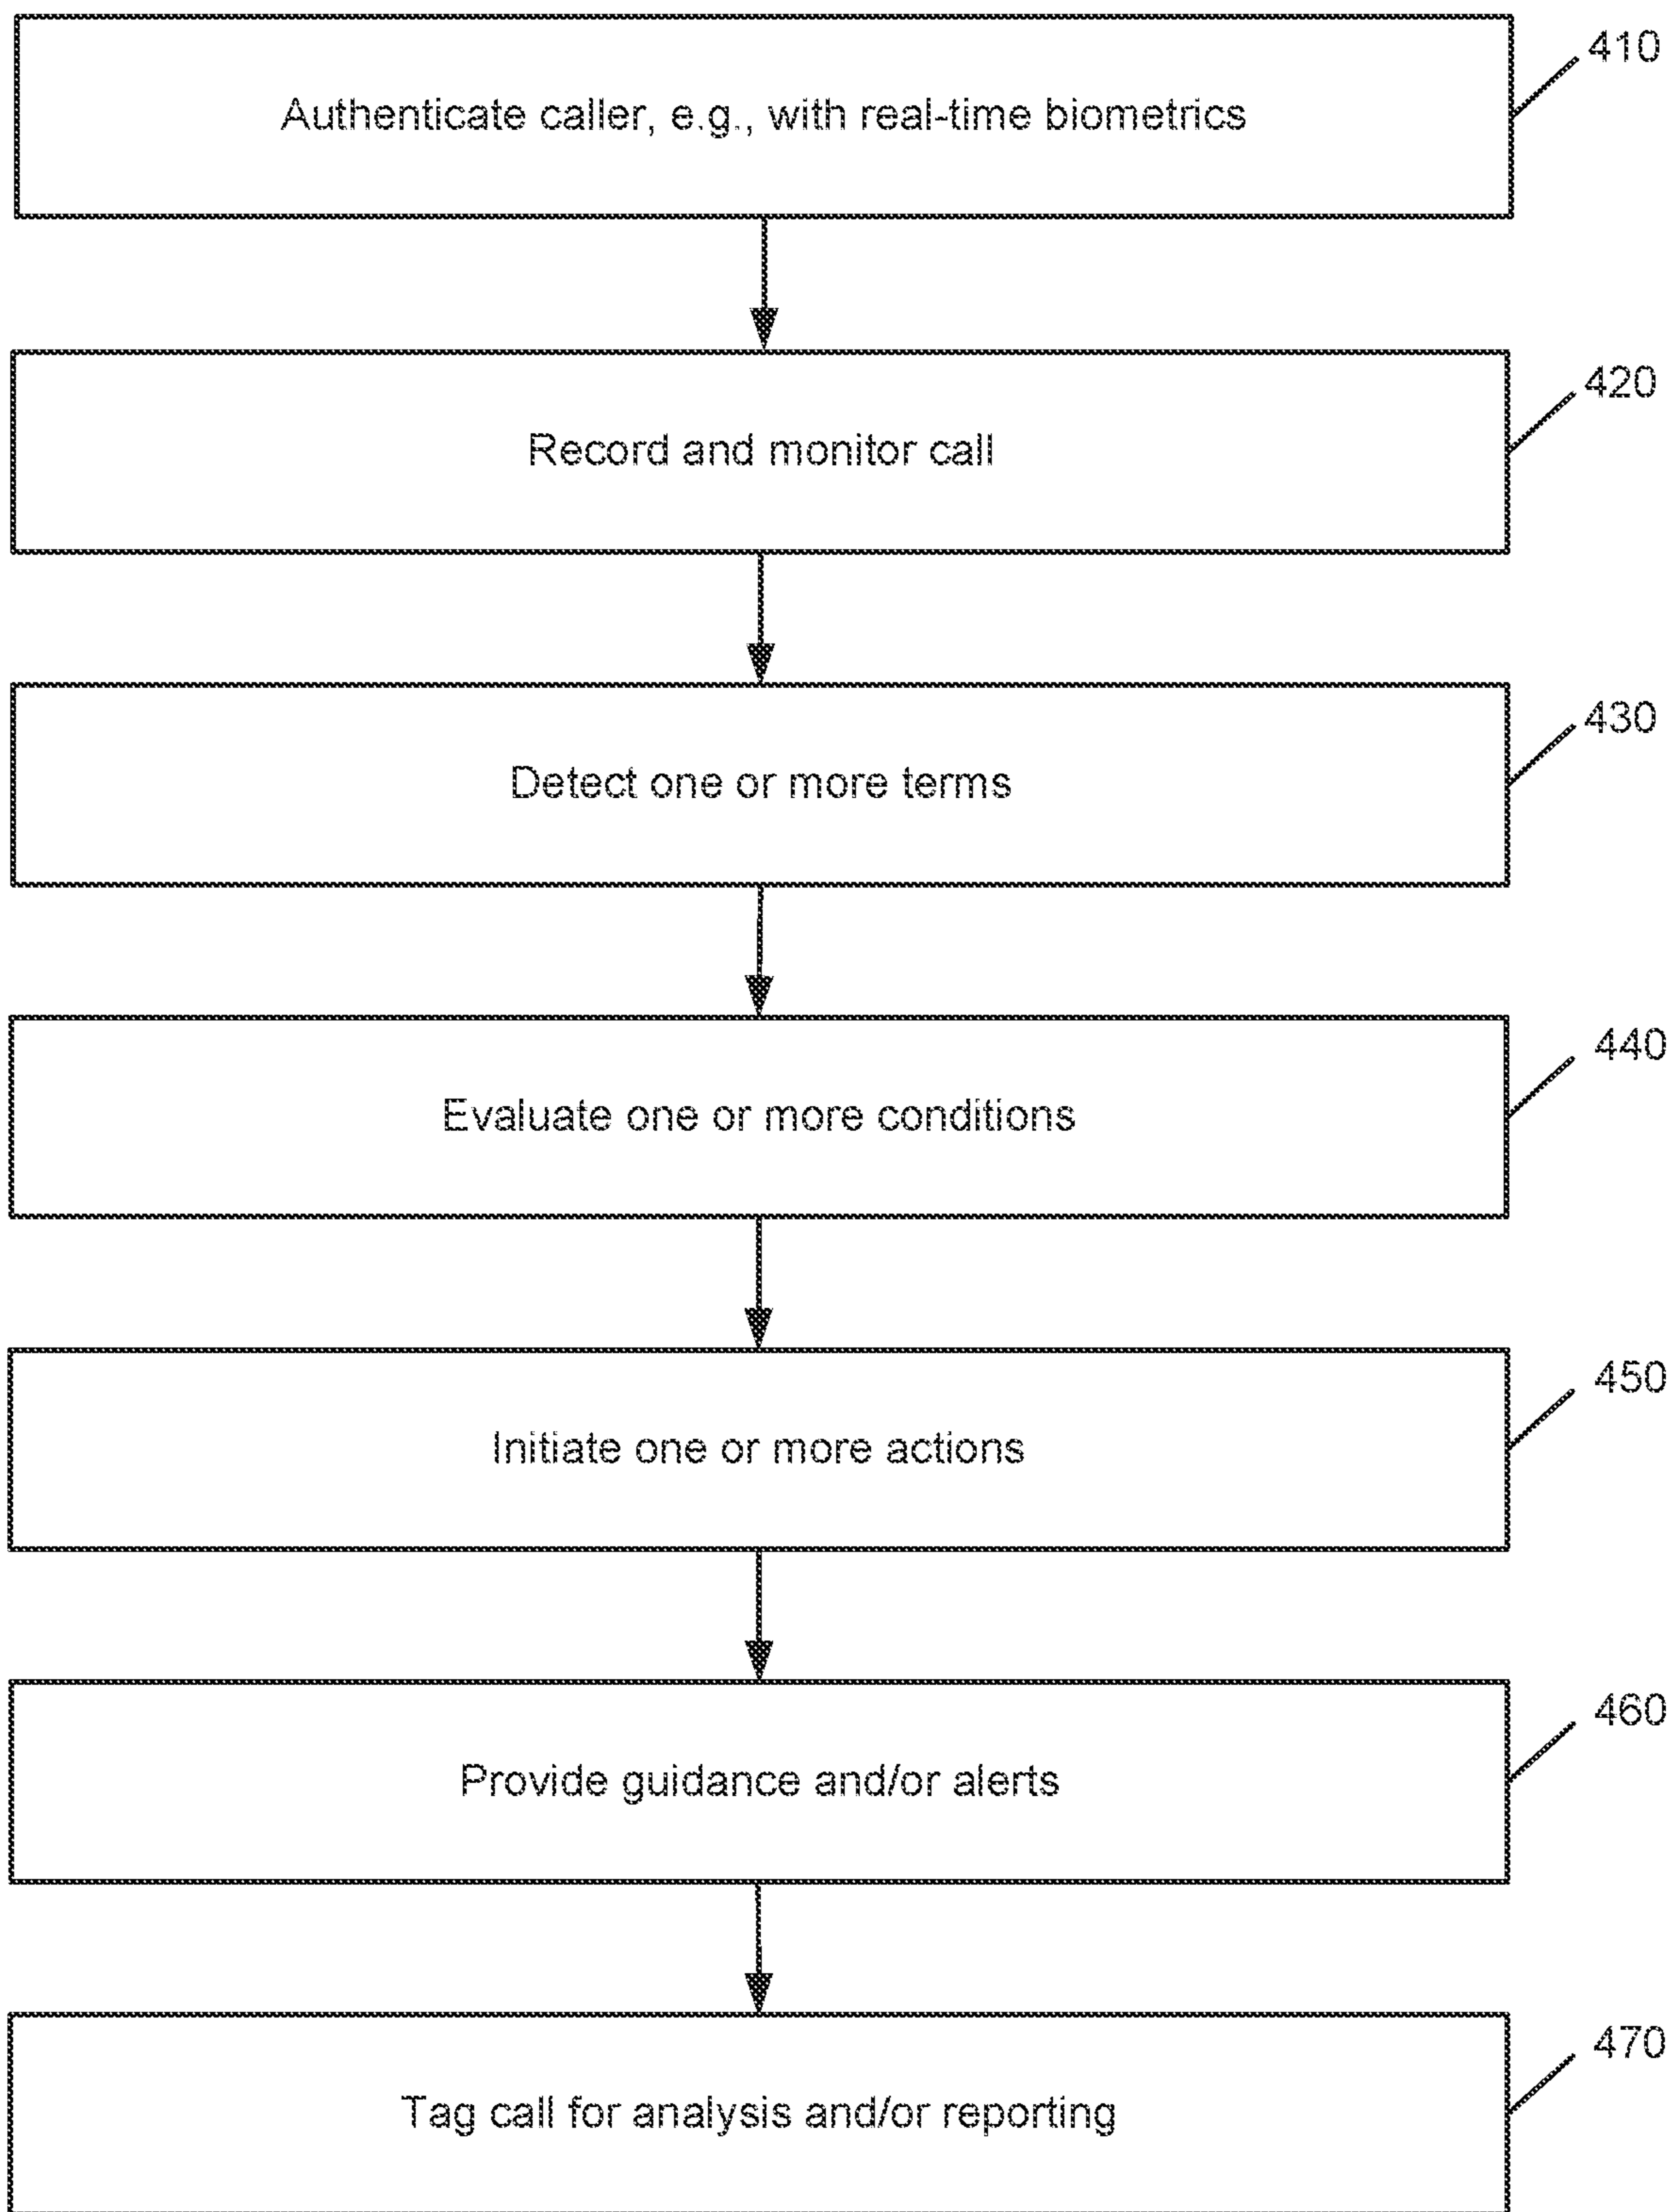 410
Authenticate caller, e.g., with real-time biometrics
420
Record and monitor call
430
Detect one or more terms
440
Evaluate one or more conditions
450
Initiate one or more actions
460
Provide guidance and/or alerts
470
Tag call for analysis and/or reporting